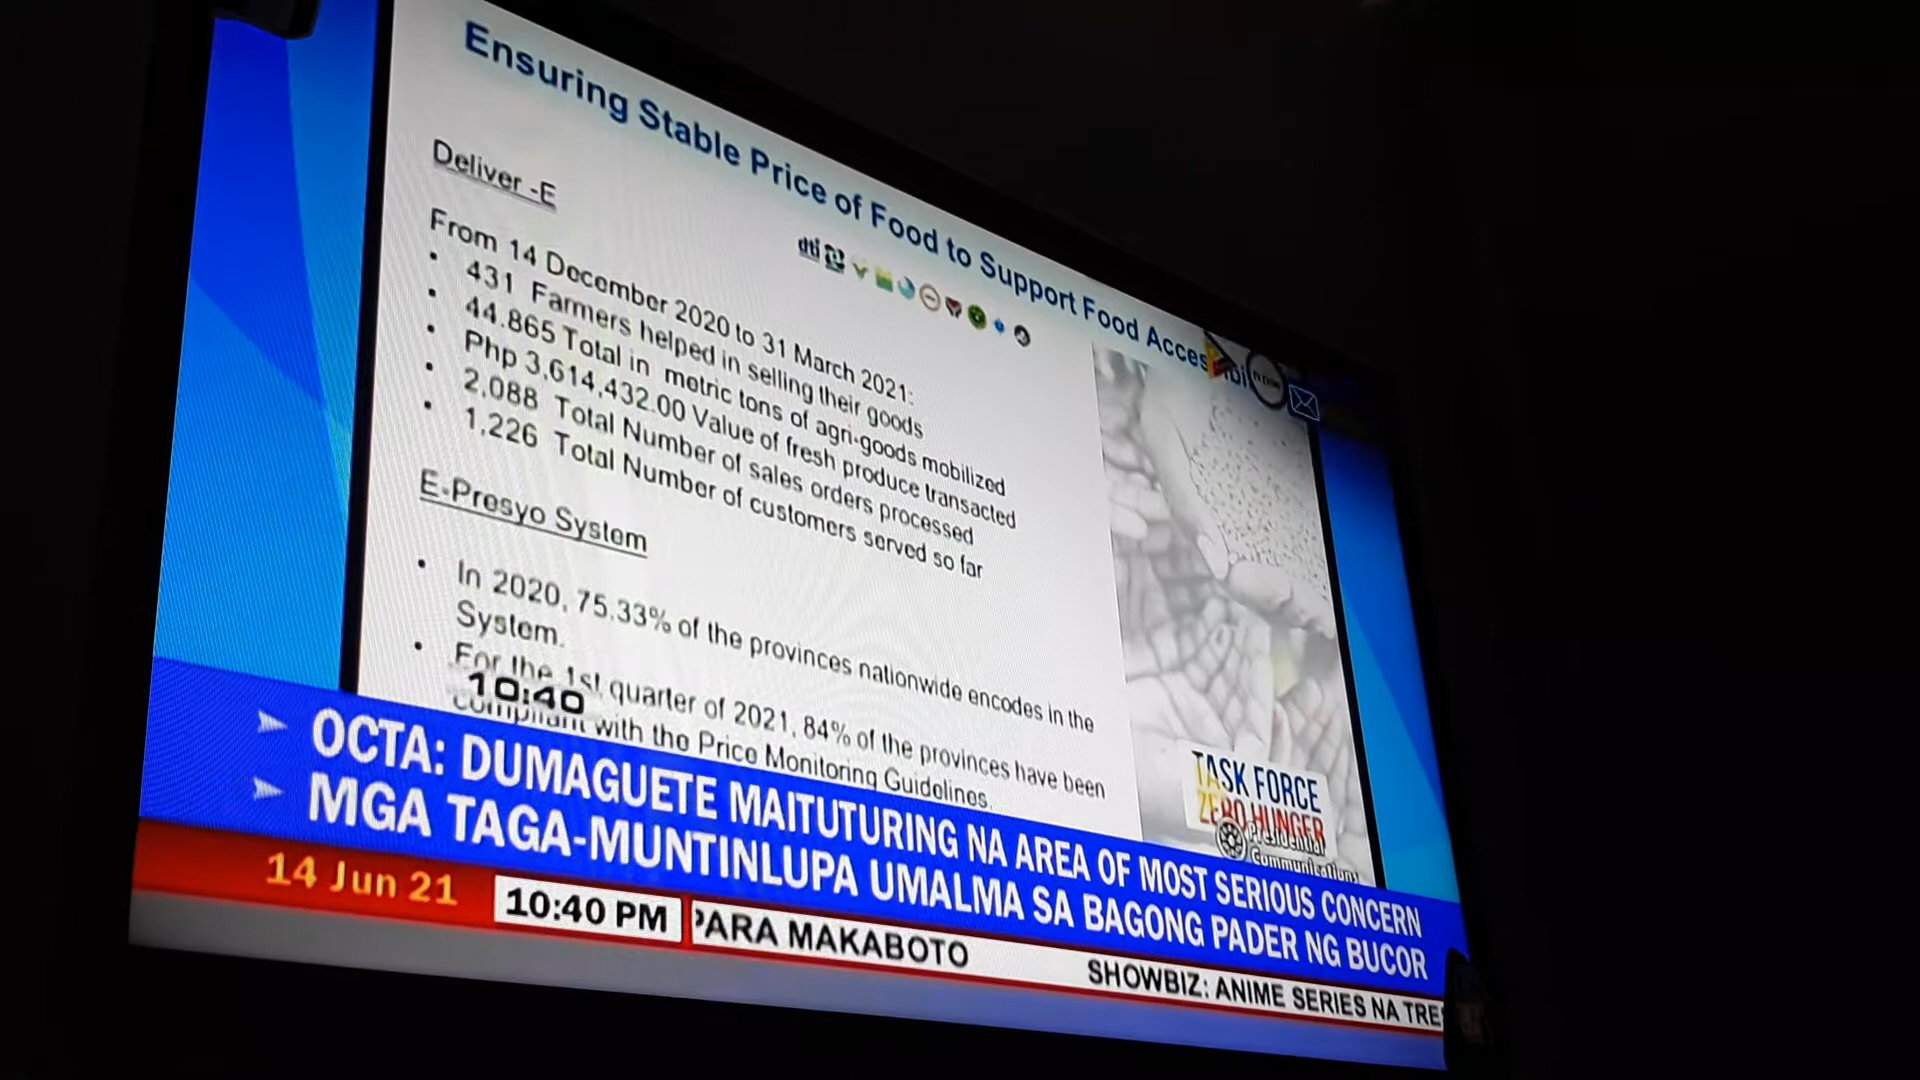 Ensuring Stable Price of Food to Support Food Acces
dti
Deliver -E
From 14 December 2020 to 31 March 2021:
• 431 Farmers helped in selling their goods
• 44.865 Total in metric tons of agri-goods mobilized
• Php 3,614,432.00 Value of fresh produce transacted
• 2,088 Total Number of sales orders processed
• 1,226 Total Number of customers served so far
E-Presyo System
• In 2020, 75.33% of the provinces nationwide encodes in the
System.
• For the 1st quarter of 2021, 84% of the provinces have been
compliant with the Price Monitoring Guidelines.
10:40
TASK FORCE
ZERO HUNGER
Presidential
Communications
OCTA: DUMAGUETE MAITUTURING NA AREA OF MOST SERIOUS CONCERN
MGA TAGA-MUNTINLUPA UMALMA SA BAGONG PADER NG BUCOR
14 Jun 21
10:40 PM
PARA MAKABOTO
SHOWBIZ: ANIME SERIES NA TRE